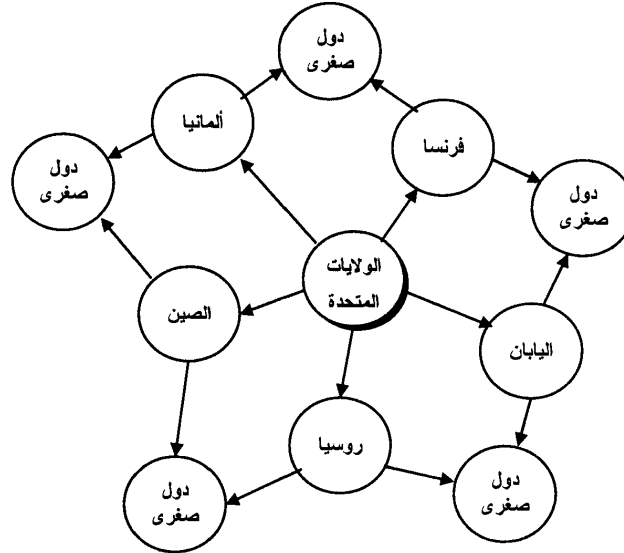 دول
صغرى
ألمانيا
فرنسا
دول
صغرى
دول
صغرى
الولايات
المتحدة
الصين
اليابان
روسيا
دول
صغرى
دول
صغرى